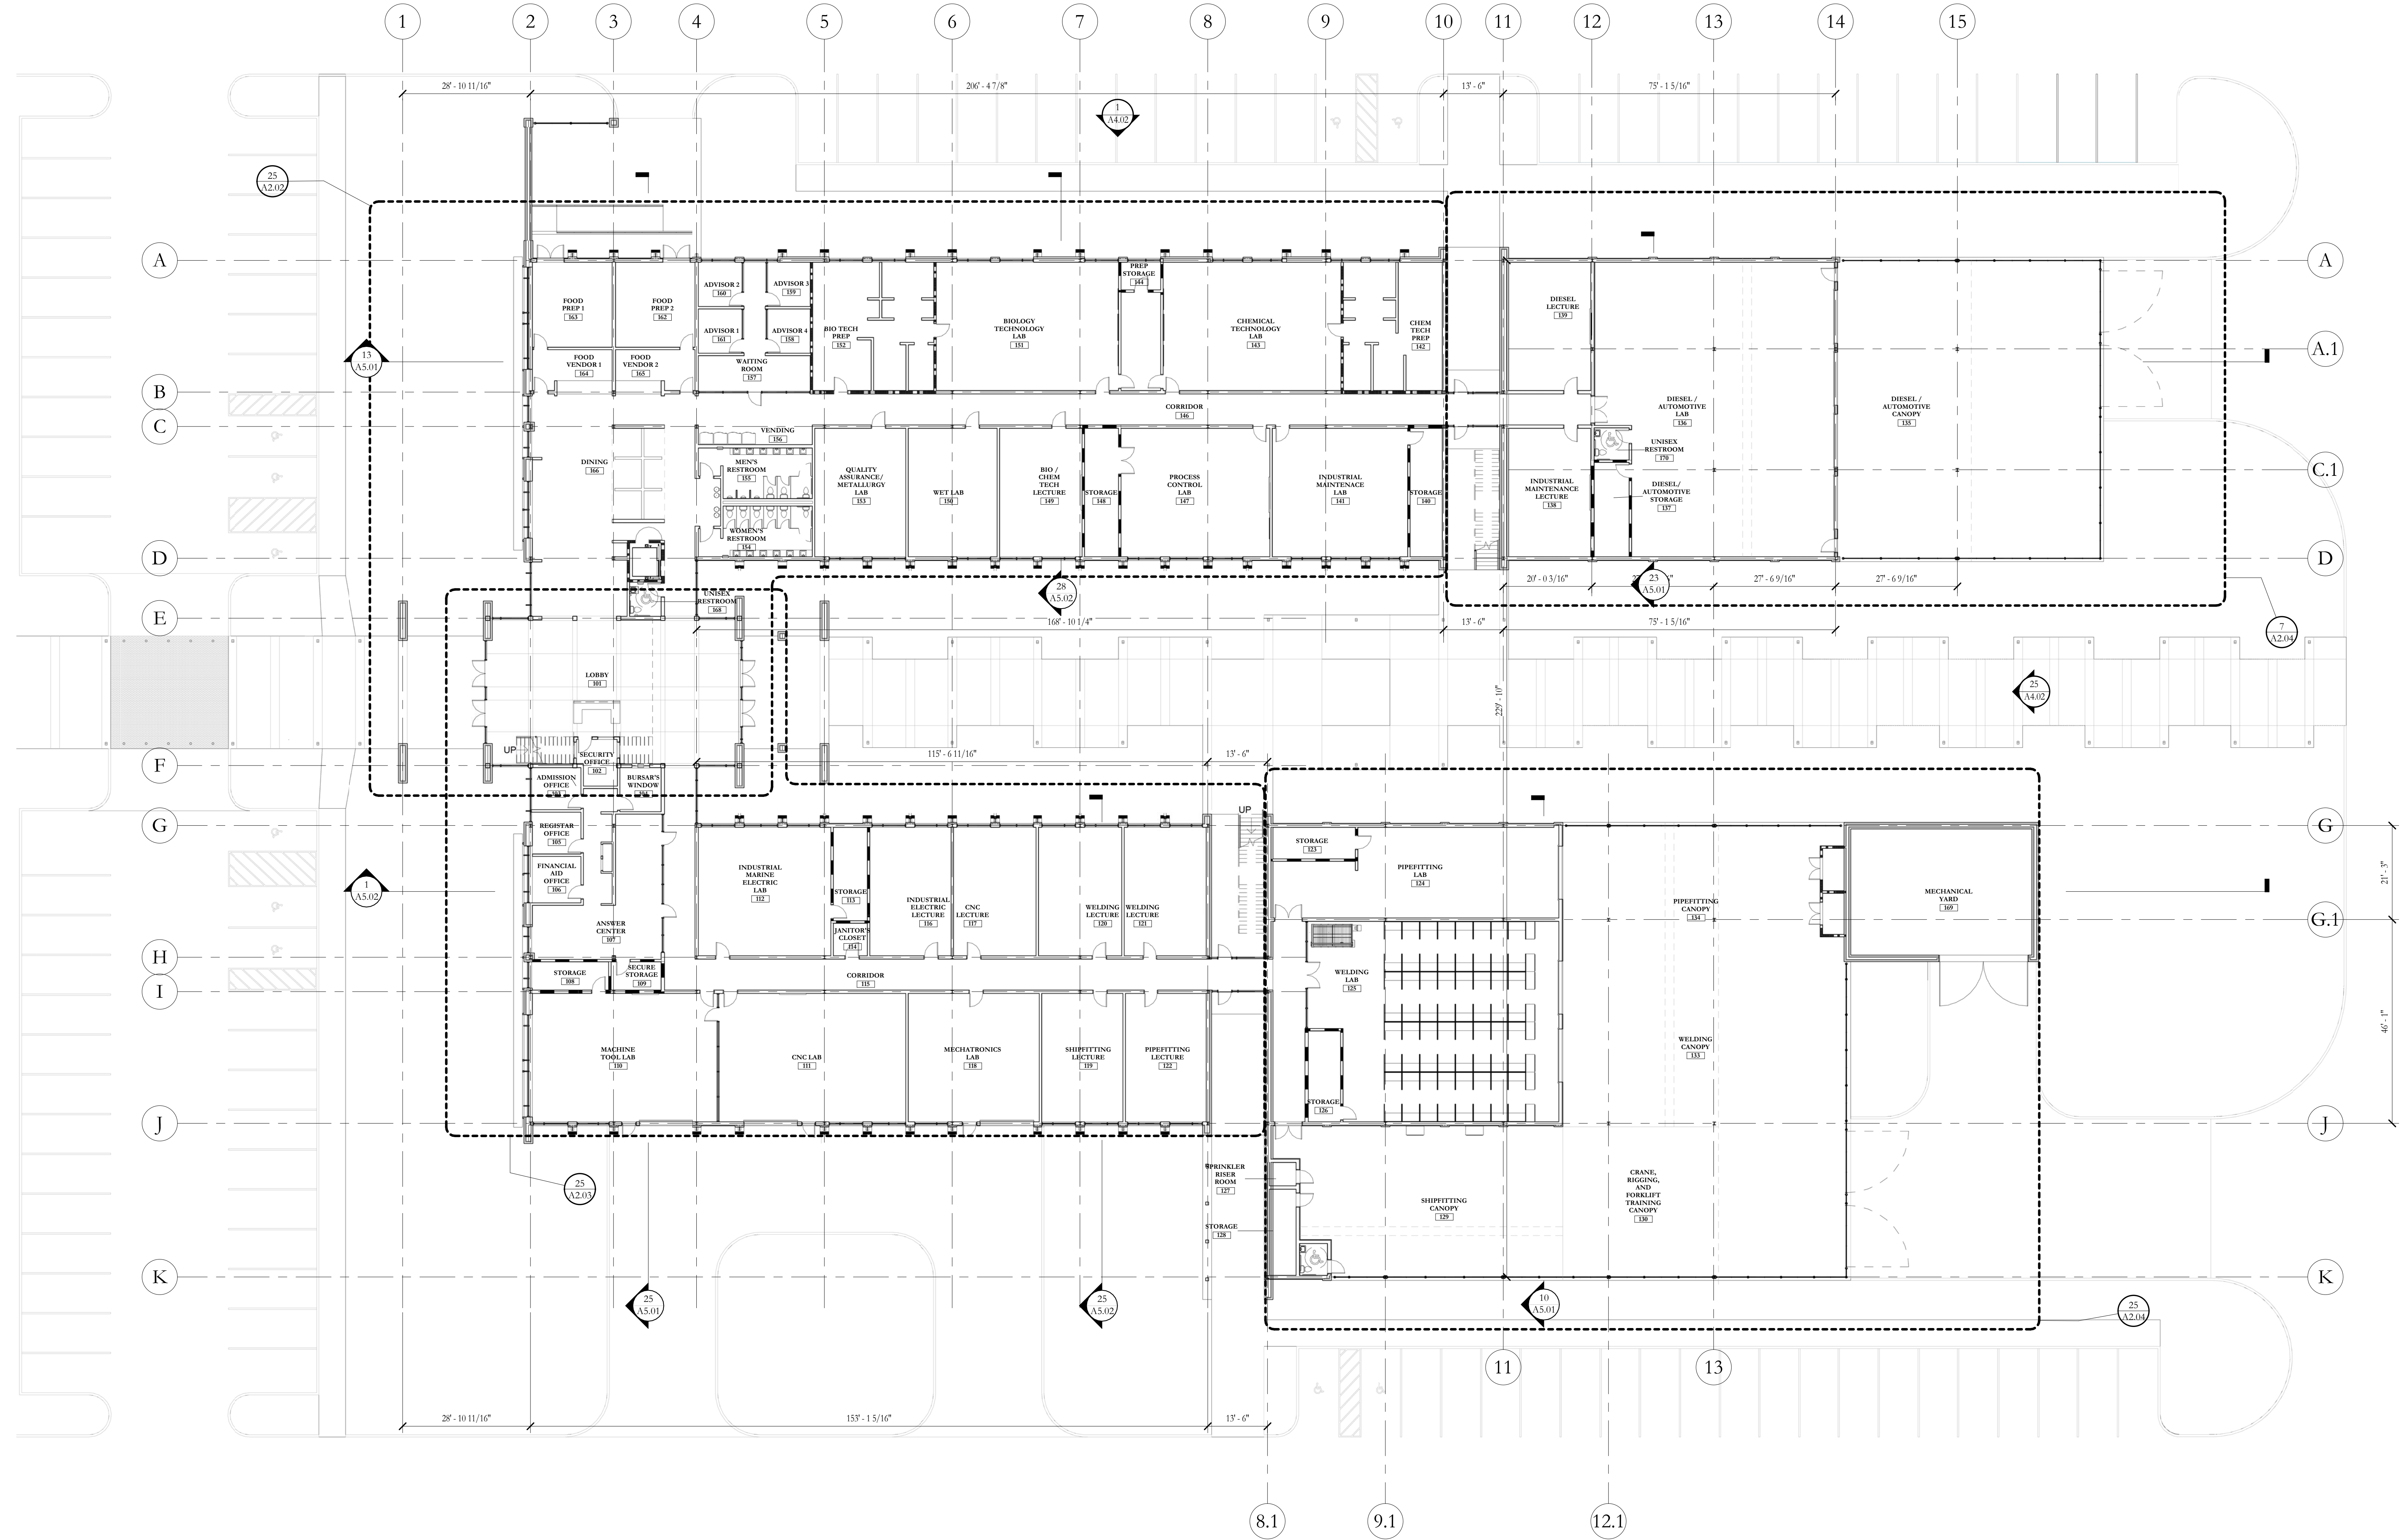 1 2 3 4 5 6 7 8 9 10 11 12 13 14 15
28' - 10 11/16" 206' - 4 7/8" 13' - 6" 75' - 1 5/16"
1
A4.02
25
A2.02
A A
PREP
STORAGE
144
ADVISOR 2
160
ADVISOR 3
159
FOOD
PREP 1
163
FOOD
PREP 2
162
DIESEL
LECTURE
139
ADVISOR 1
161
ADVISOR 4
158
BIO TECH
PREP
152
BIOLOGY
TECHNOLOGY
LAB
151
CHEMICAL
TECHNOLOGY
LAB
143
CHEM
TECH
PREP
142
A.1
13
A5.01
FOOD
VENDOR 1
164
FOOD
VENDOR 2
165
WAITING
ROOM
157
B B
CORRIDOR
146
DIESEL /
AUTOMOTIVE
LAB
136
DIESEL /
AUTOMOTIVE
CANOPY
135
C
VENDING
156
UNISEX
RESTROOM
170
DINING
166
MEN'S
RESTROOM
155
QUALITY
ASSURANCE/
METALLURGY
LAB
153
WET LAB
150
BIO /
CHEM
TECH
LECTURE
149
STORAGE
148
PROCESS
CONTROL
LAB
147
INDUSTRIAL
MAINTENACE
LAB
141
STORAGE
140
INDUSTRIAL
MAINTENANCE
LECTURE
138
DIESEL/
AUTOMOTIVE
STORAGE
137
C
C.1
WOMEN'S
RESTROOM
154
D D
20' - 0 3/16" 27' - 6 9/16" 27' - 6 9/16"
23
A5.01
28
A5.02
UNISEX
RESTROOM
168
E
168' - 10 1/4" 13' - 6" 75' - 1 5/16"
7
A2.04
LOBBY
101
229' - 10"
25
A4.02
UP
SECURITY
OFFICE
102
115' - 6 11/16" 13' - 6"
F
ADMISSION
OFFICE
BURSAR'S
WINDOW
UP
G G
REGISTAR
OFFICE
105
STORAGE
123
FINANCIAL
AID
OFFICE
106
INDUSTRIAL
MARINE
ELECTRIC
LAB
112
STORAGE
113
PIPEFITTING
LAB
124
MECHANICAL
YARD
169
21' - 3"
1
A5.02
INDUSTRIAL
ELECTRIC
LECTURE
116
CNC
LECTURE
117
WELDING
LECTURE
120
WELDING
LECTURE
121
PIPEFITTING
CANOPY
134
G.1
ANSWER
CENTER
107
JANITOR'S
CLOSET
114
H
STORAGE
108
SECURE
STORAGE
109
CORRIDOR
115
WELDING
LAB
125
I
MACHINE
TOOL LAB
110
CNC LAB
111
MECHATRONICS
LAB
118
SHIPFITTING
LECTURE
119
PIPEFITTING
LECTURE
122
WELDING
CANOPY
133
46' - 1"
STORAGE
126
J J
25
A2.03
SPRINKLER
RISER
ROOM
127
SHIPFITTING
CANOPY
129
CRANE,
RIGGING,
AND
FORKLIFT
TRAINING
CANOPY
130
STORAGE
128
K K
25
A5.01
25
A5.02
10
A5.01
25
A2.04
11 13
28' - 10 11/16" 153' - 1 5/16" 13' - 6"
8.1 9.1 12.1